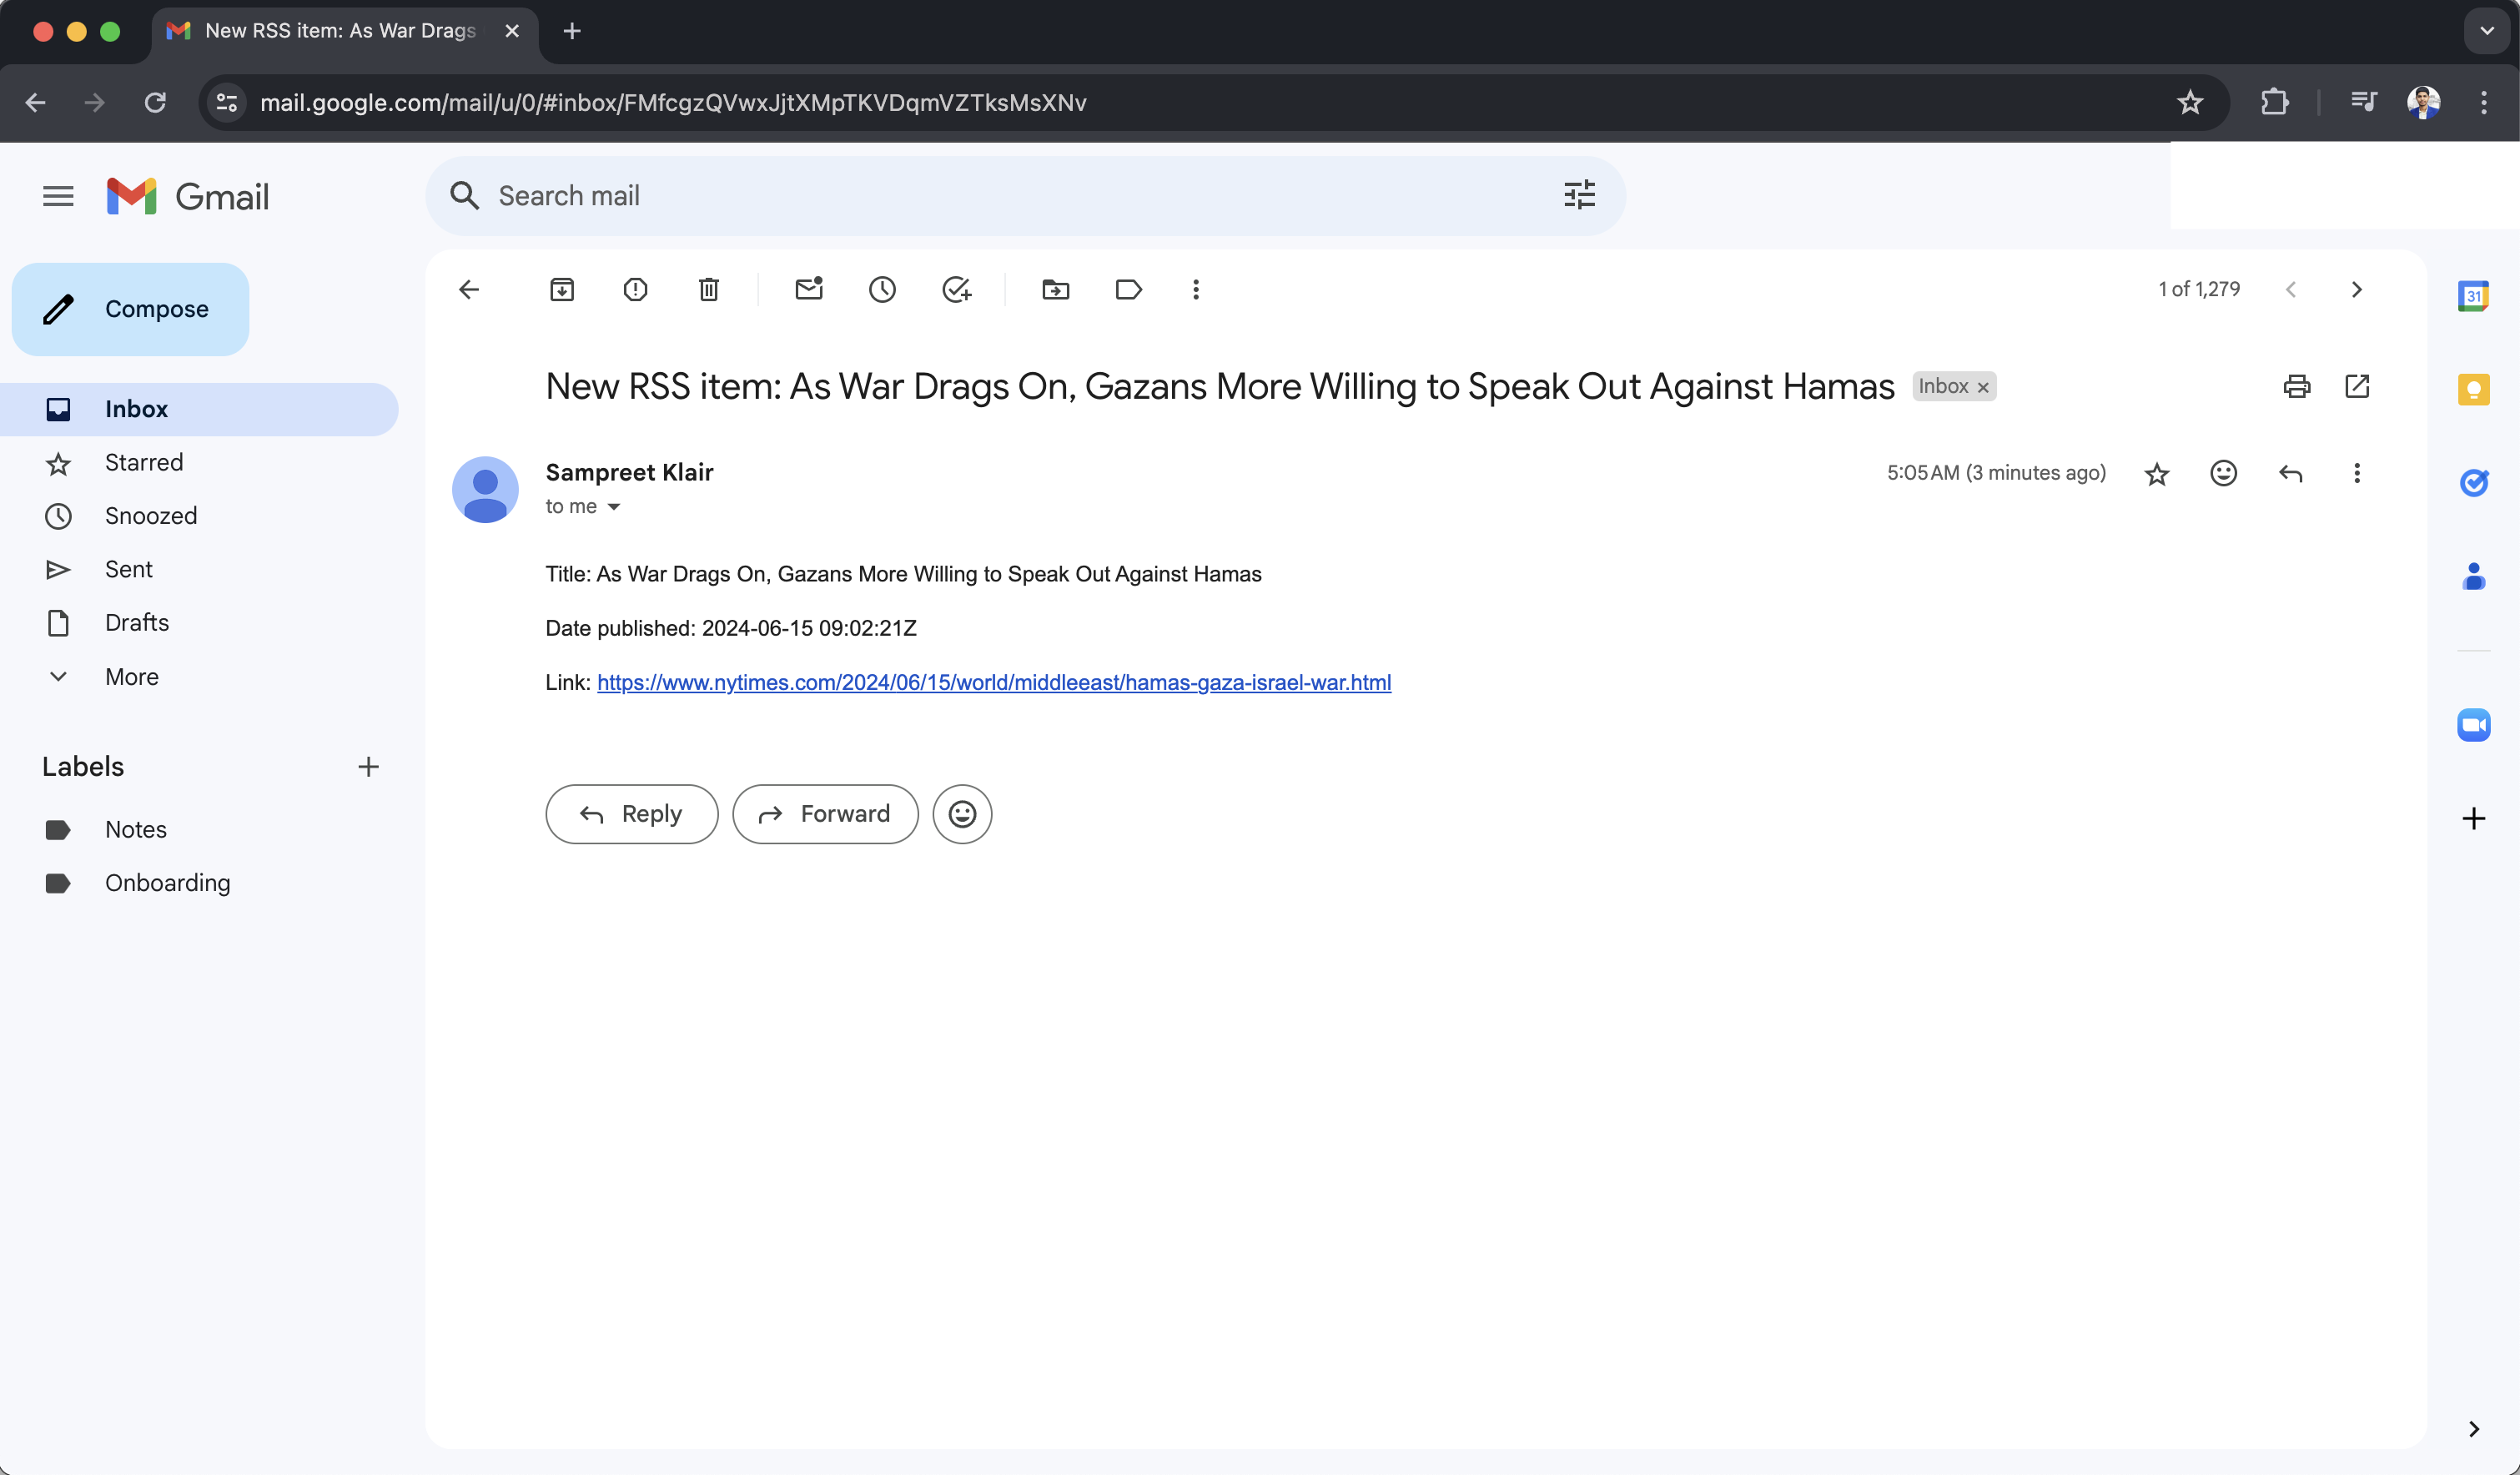 New RSS item: As War Drags
mail.google.com/mail/u/0/#inbox/FMfcgzQVwxJjtXMpTKVDqmVZTksMsXNv
Gmail
Search mail
Compose
1 of 1,279
31
New RSS item: As War Drags On, Gazans More Willing to Speak Out Against Hamas Inbox
Inbox
Starred
Snoozed
Sent
Drafts
More
Labels
Notes
Onboarding
Sampreet Klair
5:05 AM (3 minutes ago)
to me
Title: As War Drags On, Gazans More Willing to Speak Out Against Hamas
Date published: 2024-06-15 09:02:21Z
Link: https://www.nytimes.com/2024/06/15/world/middleeast/hamas-gaza-israel-war.html
Reply
Forward